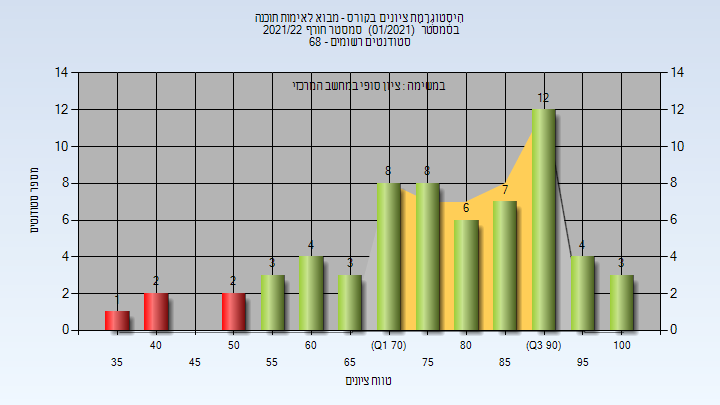 היסטוגרמת ציונים בקורס - מבוא לאימות תוכנה
בסמסטר (01/2021) סמסטר חורף 2021/22
סטודנטים רשומים - 68
במשימה : ציון סופי במחשב המרכזי
מספר סטודנטים
14 14
12 12
10 10
8 8
6 6
4 4
2 2
0 0
1 2 2 3 4 3 8 8 6 7 12 4 3
40 50 60 (Q1 70) 80 (Q3 90) 100
35 45 55 65 75 85 95
טווח ציונים